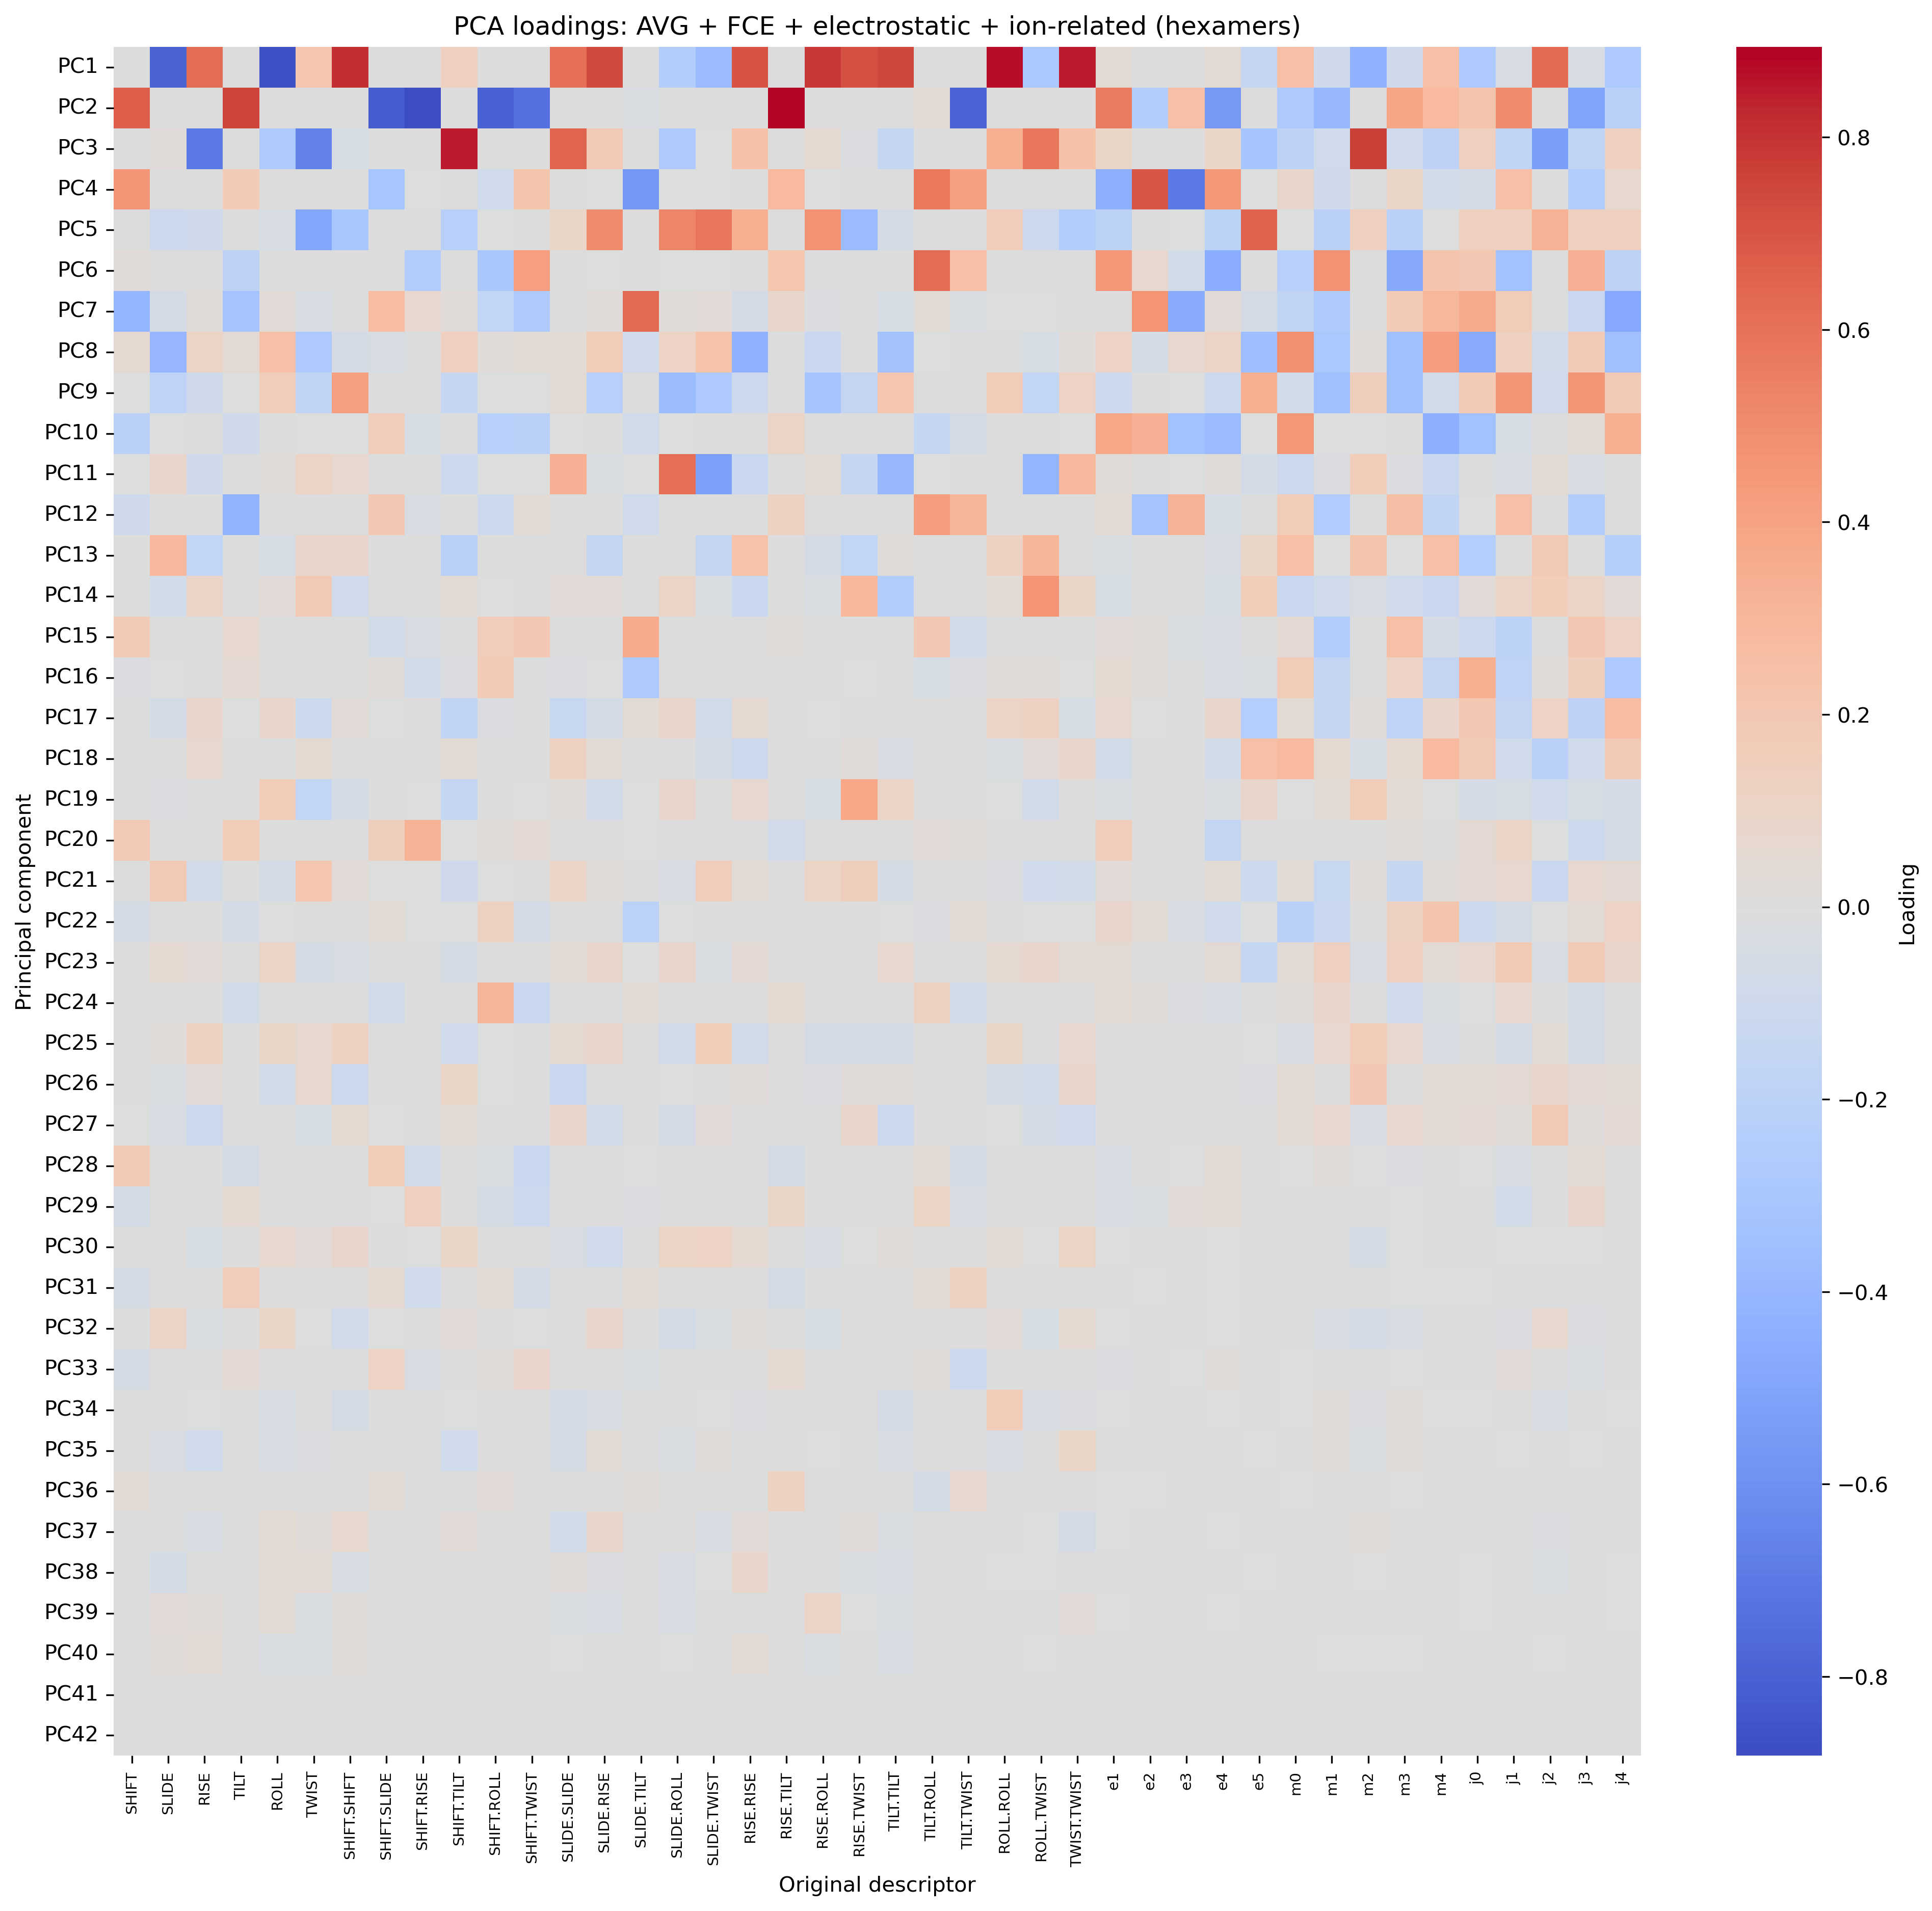 PCA loadings: AVG + FCE + electrostatic + ion-related (hexamers)
Principal component
PC1
PC2
PC3
PC4
PC5
PC6
PC7
PC8
PC9
PC10
PC11
PC12
PC13
PC14
PC15
PC16
PC17
PC18
PC19
PC20
PC21
PC22
PC23
PC24
PC25
PC26
PC27
PC28
PC29
PC30
PC31
PC32
PC33
PC34
PC35
PC36
PC37
PC38
PC39
PC40
PC41
PC42
SHIFT
SLIDE
RISE
TILT
ROLL
TWIST
SHIFT.SHIFT
SHIFT.SLIDE
SHIFT.RISE
SHIFT.TILT
SHIFT.ROLL
SHIFT.TWIST
SLIDE.SLIDE
SLIDE.RISE
SLIDE.TILT
SLIDE.ROLL
SLIDE.TWIST
RISE.RISE
RISE.TILT
RISE.ROLL
RISE.TWIST
TILT.TILT
TILT.ROLL
TILT.TWIST
ROLL.ROLL
ROLL.TWIST
TWIST.TWIST
e1
e2
e3
e4
e5
m0
m1
m2
m3
m4
j0
j1
j2
j3
j4
Original descriptor
0.8
0.6
0.4
0.2
0.0
−0.2
−0.4
−0.6
−0.8
Loading